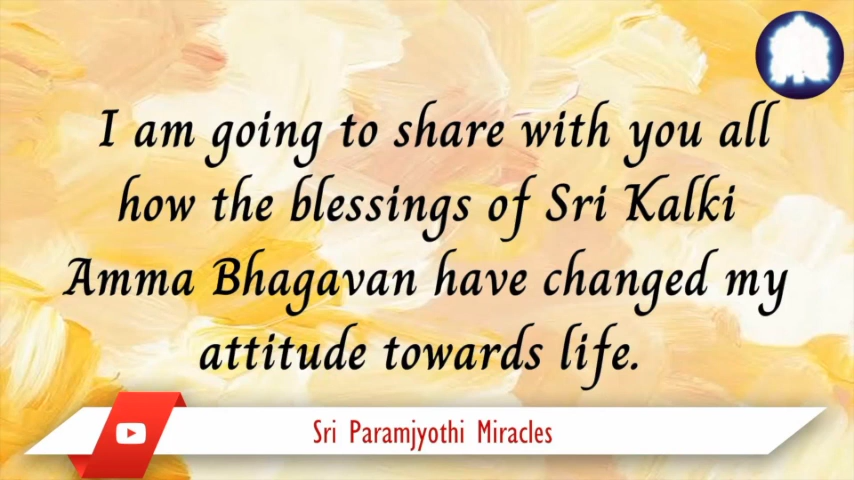 I am going to share with you all
how the blessings of Sri Kalki
Amma Bhagavan have changed my
attitude towards life.
Sri Paramjyothi Miracles